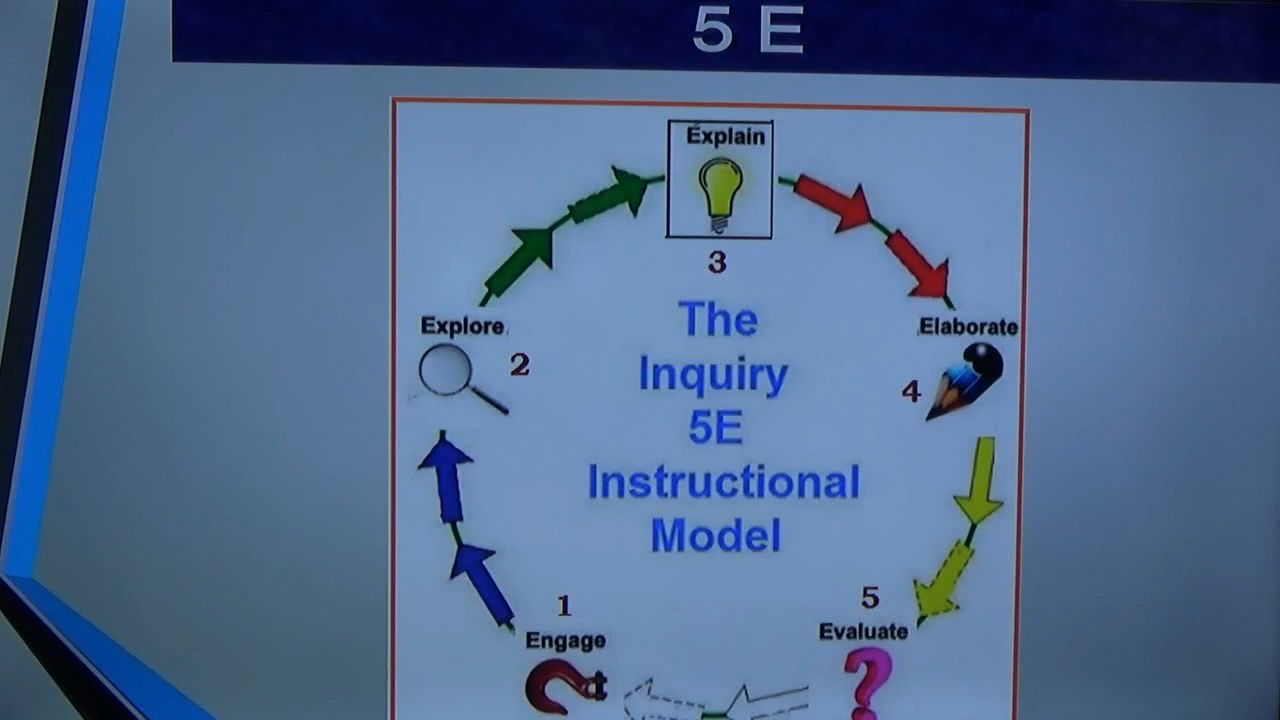 5 E
Explain
3
Explore
2
Elaborate
4
The
Inquiry
5E
Instructional
Model
1
Engage
5
Evaluate
?